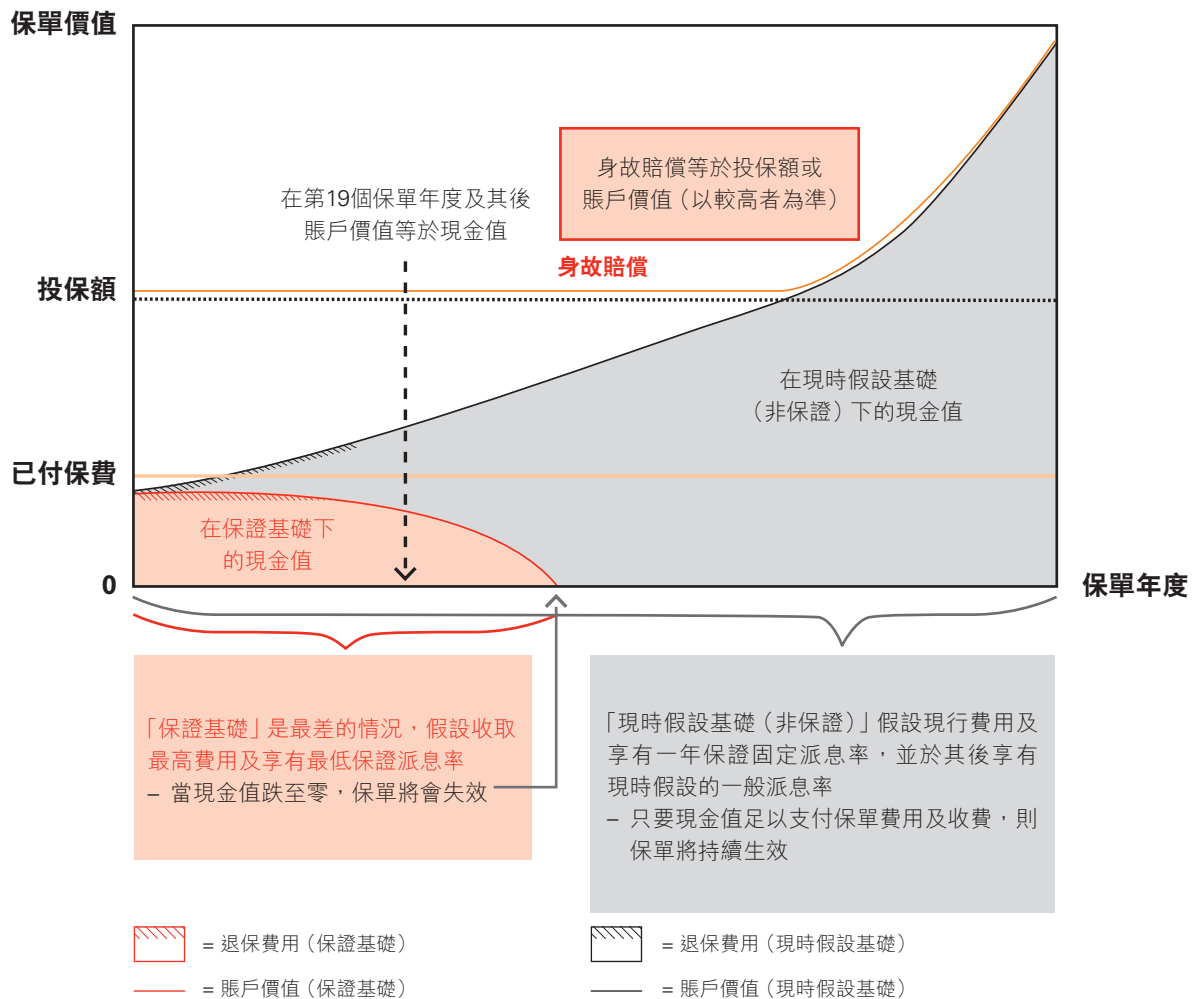 保單價值
身故賠償等於投保額或
賬戶價值（以較高者為準）
在第19個保單年度及其後
賬戶價值等於現金值
身故賠償
投保額
在現時假設基礎
（非保證）下的現金值
已付保費
在保證基礎下
的現金值
0
保單年度
「保證基礎」是最差的情況，假設收取
最高費用及享有最低保證派息率
– 當現金值跌至零，保單將會失效
「現時假設基礎（非保證）」假設現行費用及
享有一年保證固定派息率，並於其後享有
現時假設的一般派息率
– 只要現金值足以支付保單費用及收費，則
保單將持續生效
= 退保費用（保證基礎）
= 退保費用（現時假設基礎）
= 賬戶價值（保證基礎）
= 賬戶價值（現時假設基礎）